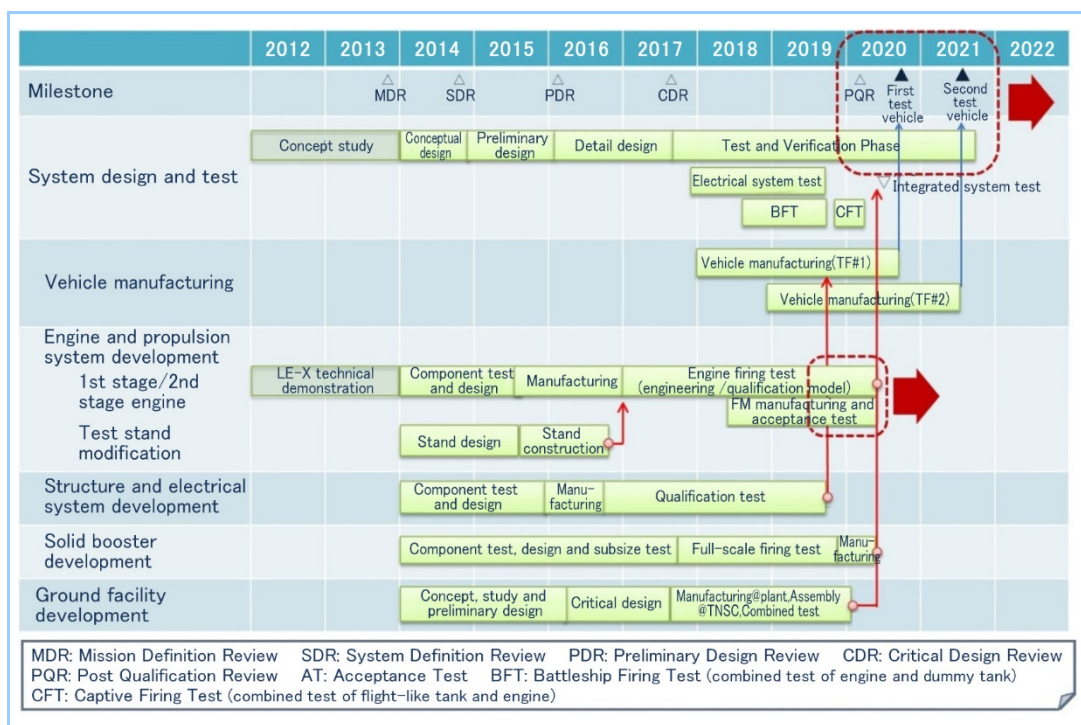 2012 2013 2014 2015 2016 2017 2018 2019 2020 2021 2022
Milestone
MDR SDR PDR CDR PQR
First
test
vehicle
Second
test
vehicle
System design and test
Concept study
Conceptual
design
Preliminary
design
Detail design
Test and Verification Phase
Electrical system test
Integrated system test
BFT
CFT
Vehicle manufacturing
Vehicle manufacturing(TF#1)
Vehicle manufacturing(TF#2)
Engine and propulsion
system development
1st stage/2nd
stage engine
LE-X technical
demonstration
Component test
and design
Manufacturing
Engine firing test
(engineering /qualification model)
FM manufacturing and
acceptance test
Test stand
modification
Stand design
Stand
construction
Structure and electrical
system development
Component test
and design
Manu-
facturing
Qualification test
Solid booster
development
Component test, design and subsize test
Full-scale firing test
Manu-
facturing
Ground facility
development
Concept, study and
preliminary design
Critical design
Manufacturing@plant,Assembly
@TNSC,Combined test
MDR: Mission Definition Review SDR: System Definition Review PDR: Preliminary Design Review CDR: Critical Design Review
PQR: Post Qualification Review AT: Acceptance Test BFT: Battleship Firing Test (combined test of engine and dummy tank)
CFT: Captive Firing Test (combined test of flight-like tank and engine)